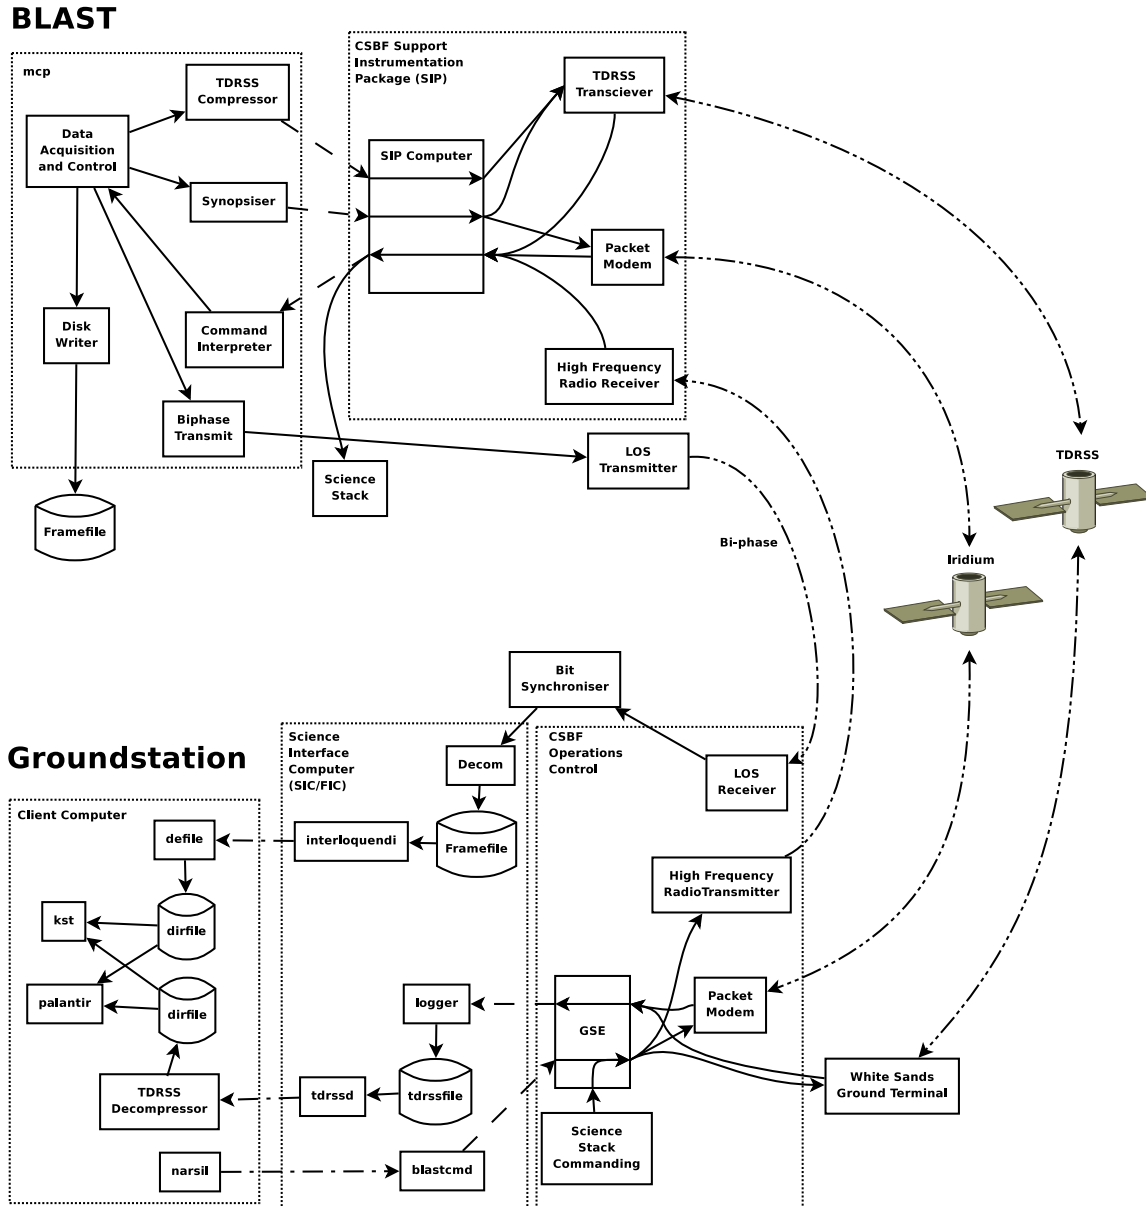 BLAST
mcp
TDRSS
Compressor
Data
Acquisition
and Control
Synopsiser
Disk
Writer
Command
Interpreter
Biphase
Transmit
Framefile
CSBF Support
Instrumentation
Package (SIP)
TDRSS
Transciever
SIP Computer
Packet
Modem
High Frequency
Radio Receiver
Science
Stack
LOS
Transmitter
TDRSS
Bi-phase
Iridium
Bit
Synchroniser
Groundstation
Science
Interface
Computer
(SIC/FIC)
Decom
CSBF
Operations
Control
LOS
Receiver
Client Computer
defile
interloquendi
Framefile
High Frequency
RadioTransmitter
kst
dirfile
palantir
dirfile
logger
GSE
Packet
Modem
TDRSS
Decompressor
tdrssd
tdrssfile
White Sands
Ground Terminal
Science
Stack
Commanding
narsil
blastcmd